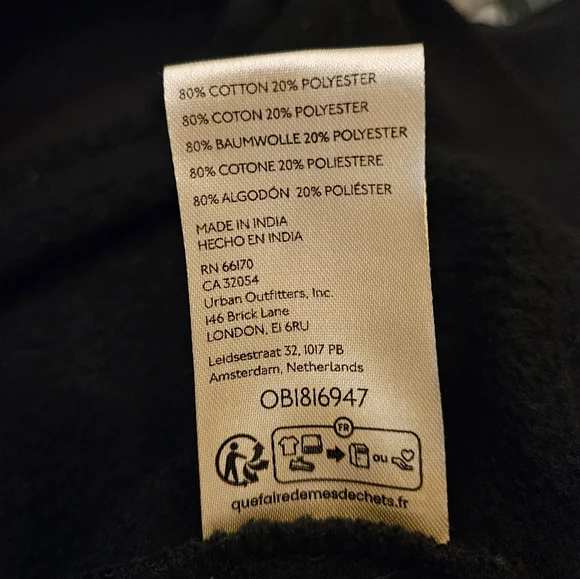 80% COTTON 20% POLYESTER
80% COTON 20% POLYESTER
80% BAUMWOLLE 20% POLYESTER
80% COTONE 20% POLIESTERE
80% ALGODÓN 20% POLIÉSTER
MADE IN INDIA
HECHO EN INDIA
RN 66170
CA 32054
Urban Outfitters, Inc.
146 Brick Lane
LONDON, E1 6RU
Leidsestraat 32, 1017 PB
Amsterdam, Netherlands
OB1816947
FR
ou
quefairedemesdechets.fr